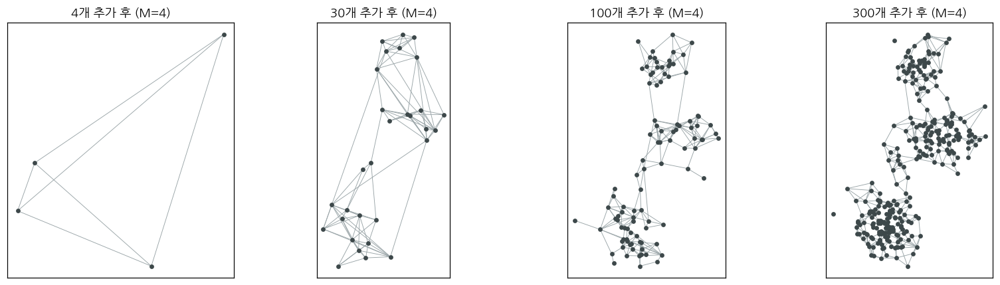 4개 추가 후 (M=4)
30개 추가 후 (M=4)
100개 추가 후 (M=4)
300개 추가 후 (M=4)